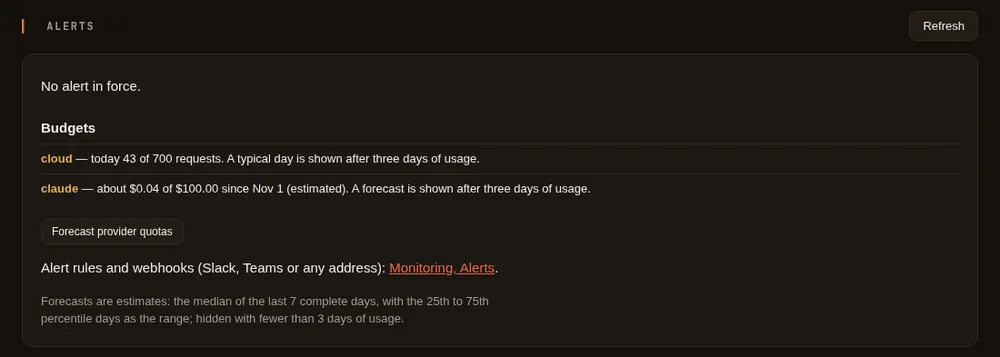 ALERTS
Refresh
No alert in force.
Budgets
cloud — today 43 of 700 requests. A typical day is shown after three days of usage.
claude — about $0.04 of $100.00 since Nov 1 (estimated). A forecast is shown after three days of usage.
Forecast provider quotas
Alert rules and webhooks (Slack, Teams or any address): Monitoring, Alerts.
Forecasts are estimates: the median of the last 7 complete days, with the 25th to 75th
percentile days as the range; hidden with fewer than 3 days of usage.